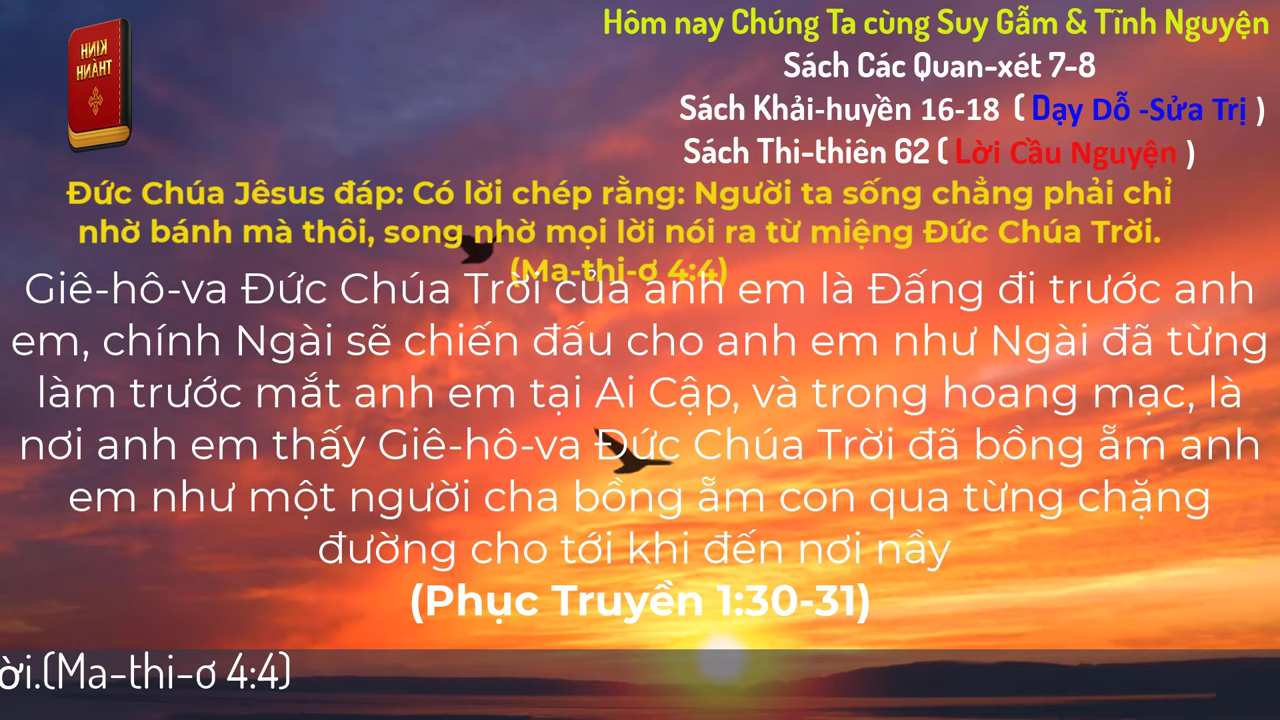 KINH
THÁNH
Hôm nay Chúng Ta cùng Suy Gẫm & Tĩnh Nguyện
Sách Các Quan-xét 7-8
Sách Khải-huyền 16-18 ( Dạy Dỗ -Sửa Trị )
Sách Thi-thiên 62 ( Lời Cầu Nguyện )
Đức Chúa Jêsus đáp: Có lời chép rằng: Người ta sống chẳng phải chỉ
nhờ bánh mà thôi, song nhờ mọi lời nói ra từ miệng Đức Chúa Trời.
(Ma-thi-ơ 4:4)
Giê-hô-va Đức Chúa Trời của anh em là Đấng đi trước anh
em, chính Ngài sẽ chiến đấu cho anh em như Ngài đã từng
làm trước mắt anh em tại Ai Cập, và trong hoang mạc, là
nơi anh em thấy Giê-hô-va Đức Chúa Trời đã bồng ẵm anh
em như một người cha bồng ẵm con qua từng chặng
đường cho tới khi đến nơi nầy
(Phục Truyền 1:30-31)
ời.(Ma-thi-ơ 4:4)